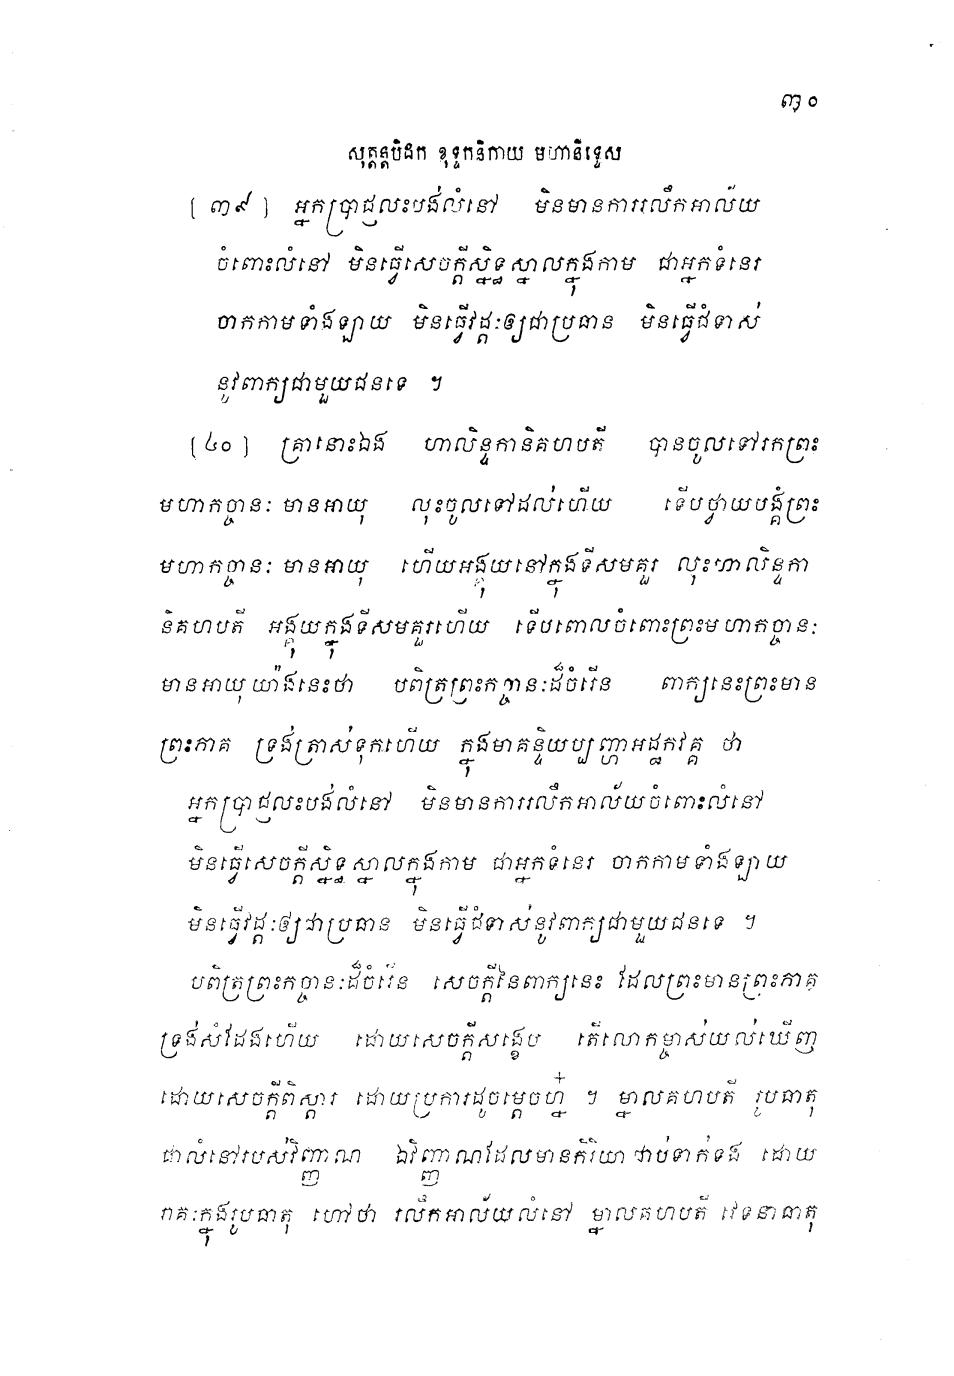 ៣០
សុត្តន្តបិដក ខុទ្ទកនិកាយ មហានិទ្ទេស
[ ៣៩ ] អ្នកប្រាជ្ញលះបង់លំនៅ មិនមានការរលឹកអាល័យ
ចំពោះលំនៅ មិនធ្វើសេចក្តីស្និទ្ធស្នាលក្នុងកាម ជាអ្នកទំនេរ
ចាកកាមទាំងឡាយ មិនធ្វើវដ្តៈឲ្យជាប្រធាន មិនធ្វើជំទាស់
នូវពាក្យជាមួយជនទេ ។
[ ៤០ ] គ្រានោះឯង ហាលិន្ទកានិគហបតី បានចូលទៅរកព្រះ
មហាកច្ចានៈ មានអាយុ លុះចូលទៅដល់ហើយ ទើបថ្វាយបង្គំព្រះ
មហាកច្ចានៈ មានអាយុ ហើយអង្គុយនៅក្នុងទីសមគួរ លុះហាលិន្ទកា
និគហបតី អង្គុយក្នុងទីសមគួរហើយ ទើបពោលចំពោះព្រះមហាកច្ចានៈ
មានអាយុយ៉ាងនេះថា បពិត្រព្រះកច្ចានៈដ៏ចំរើន ពាក្យនេះព្រះមាន
ព្រះភាគ ទ្រង់ត្រាស់ទុកហើយ ក្នុងមាគន្ទិយប្បញ្ហាអដ្ឋកវគ្គ ថា
អ្នកប្រាជ្ញលះបង់លំនៅ មិនមានការរលឹកអាល័យចំពោះលំនៅ
មិនធ្វើសេចក្តីស្និទ្ធស្នាលក្នុងកាម ជាអ្នកទំនេរ ចាកកាមទាំងឡាយ
មិនធ្វើវដ្តៈឲ្យជាប្រធាន មិនធ្វើជំទាស់នូវពាក្យជាមួយជនទេ ។
បពិត្រព្រះកច្ចានៈដ៏ចំរើន សេចក្តីនៃពាក្យនេះ ដែលព្រះមានព្រះភាគ
ទ្រង់សំដែងហើយ ដោយសេចក្តីសង្ខេប តើលោកម្ចាស់យល់ឃើញ
ដោយសេចក្តីពិស្តារ ដោយប្រការដូចម្តេចហ្ន៎ ។ ម្នាលគហបតី រូបធាតុ
ជាលំនៅរបស់វិញ្ញាណ ឯវិញ្ញាណដែលមានកិរិយាជាប់ទាក់ទង ដោយ
រាគៈក្នុងរូបធាតុ ហៅថា រលឹកអាល័យលំនៅ ម្នាលគហបតី វេទនាធាតុ